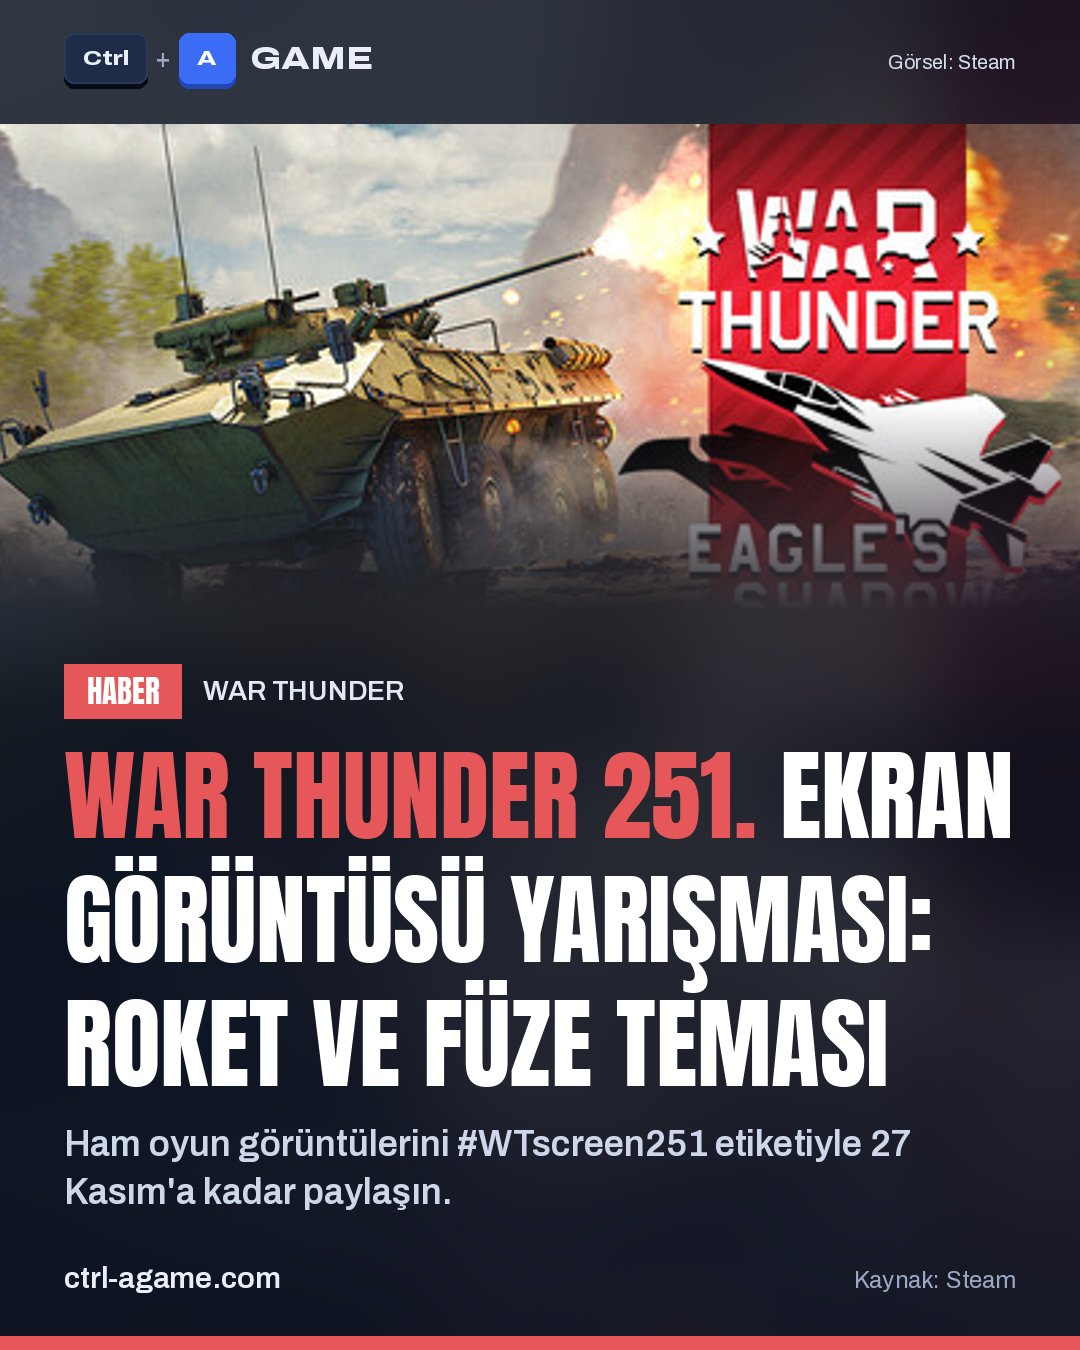 Ctrl + A GAME
Görsel: Steam
WAR
THUNDER
EAGLE'S
SHADOW
HABER WAR THUNDER
WAR THUNDER 251. EKRAN
GÖRÜNTÜSÜ YARIŞMASI:
ROKET VE FÜZE TEMASI
Ham oyun görüntülerini #WTscreen251 etiketiyle 27
Kasım'a kadar paylaşın.
ctrl-agame.com
Kaynak: Steam